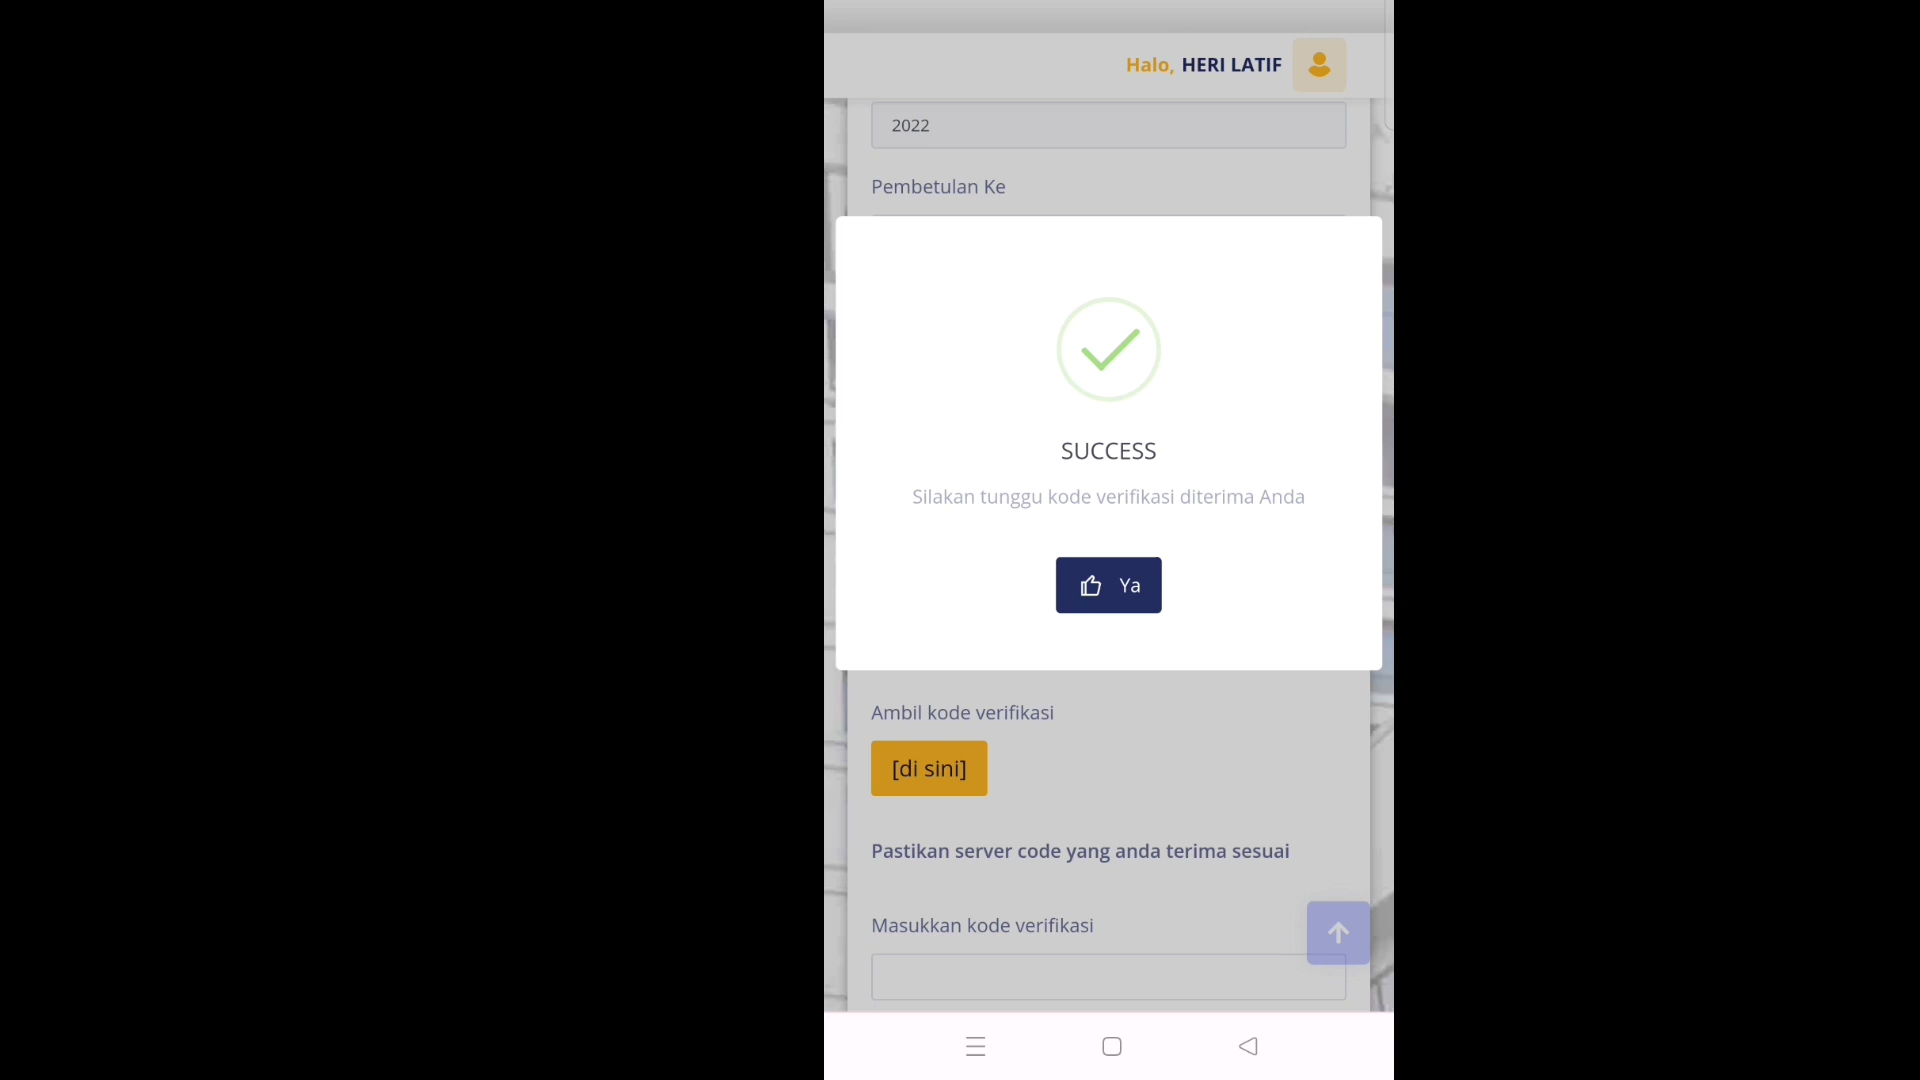 Halo, HERI LATIF
2022
Pembetulan Ke
SUCCESS
Silakan tunggu kode verifikasi diterima Anda
Ya
Ambil kode verifikasi
[di sini]
Pastikan server code yang anda terima sesuai
Masukkan kode verifikasi